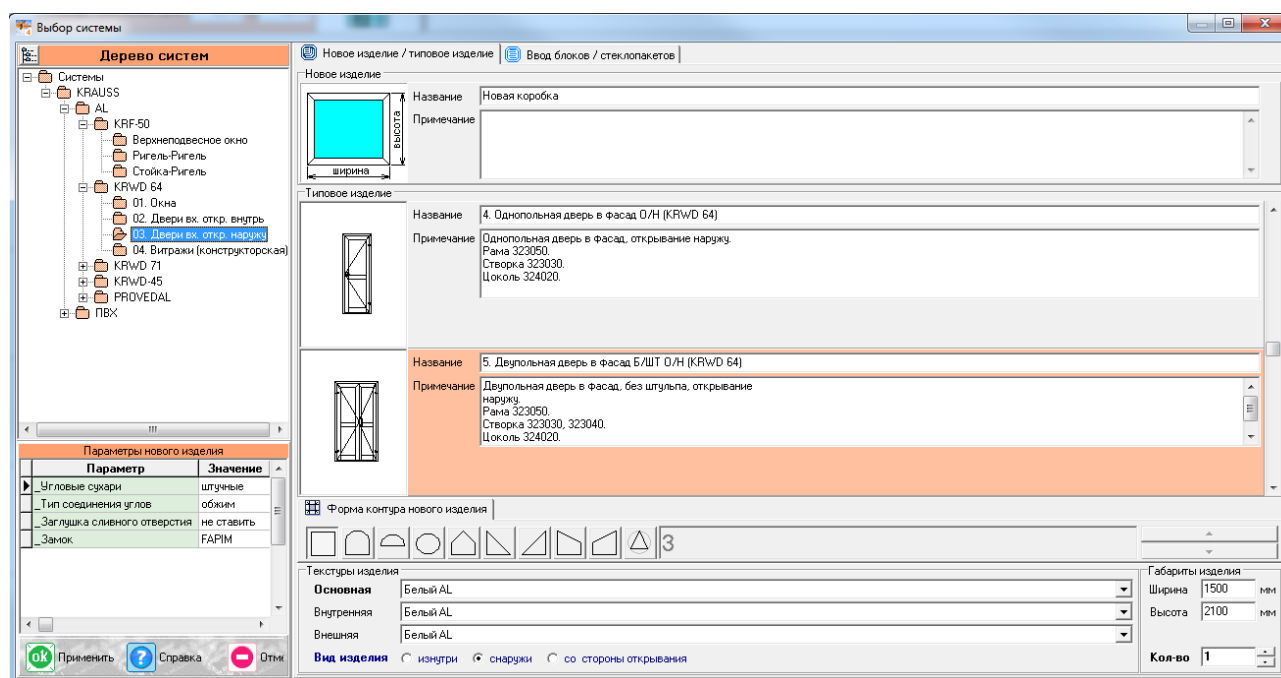 Выбор системы
Дерево систем
Системы
KRAUSS
AL
KRF-50
Верхнеподвесное окно
Ригель-Ригель
Стойка-Ригель
KRWD 64
01. Окна
02. Двери вх. откр. внутрь
03. Двери вх. откр. наружу
04. Витражи (конструкторская)
KRWD 71
KRWD-45
PROVEDAL
ПВХ
Параметры нового изделия
Параметр Значение
_Угловые сухари штучные
_Тип соединения углов обжим
_Заглушка сливного отверстия не ставить
_Замок FAPIM
ok Применить ? Справка Отм
Новое изделие / типовое изделие Ввод блоков / стеклопакетов
Новое изделие
высота
ширина
Название Новая коробка
Примечание
Типовое изделие
Название 4. Однопольная дверь в фасад О/Н (KRWD 64)
Примечание Однопольная дверь в фасад, открывание наружу.
Рама 323050.
Створка 323030.
Цоколь 324020.
Название 5. Двупольная дверь в фасад Б/ШТ О/Н (KRWD 64)
Примечание Двупольная дверь в фасад, без штульпа, открывание
наружу.
Рама 323050.
Створка 323030, 323040.
Цоколь 324020.
Форма контура нового изделия
3
Текстуры изделия
Основная Белый AL
Внутренняя Белый AL
Внешняя Белый AL
Вид изделия изнутри снаружи со стороны открывания
Габариты изделия
Ширина 1500 мм
Высота 2100 мм
Кол-во 1